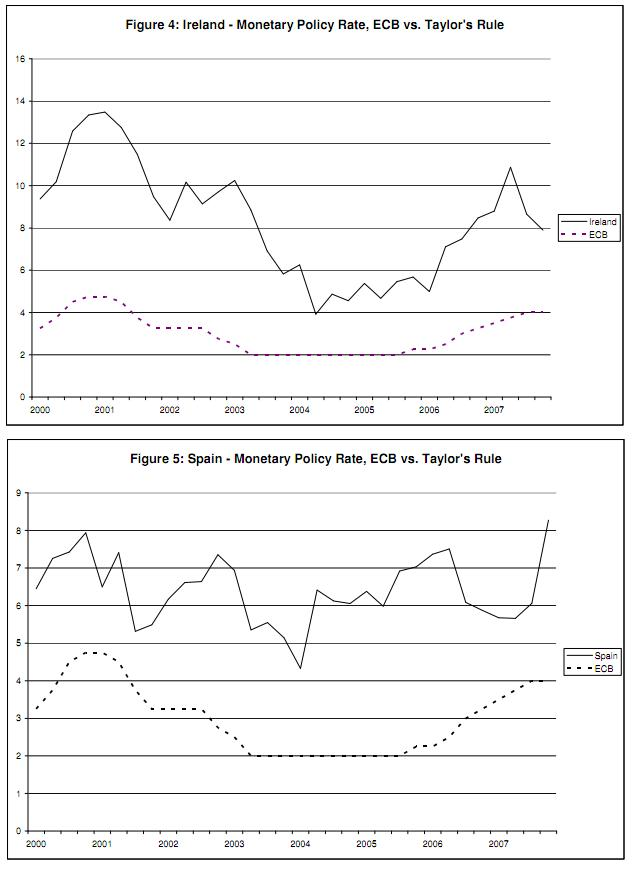 Figure 4: Ireland - Monetary Policy Rate, ECB vs. Taylor's Rule
16
14
12
10
8
6
4
2
0
2000 2001 2002 2003 2004 2005 2006 2007
Ireland
ECB
Figure 5: Spain - Monetary Policy Rate, ECB vs. Taylor's Rule
9
8
7
6
5
4
3
2
1
0
2000 2001 2002 2003 2004 2005 2006 2007
Spain
ECB